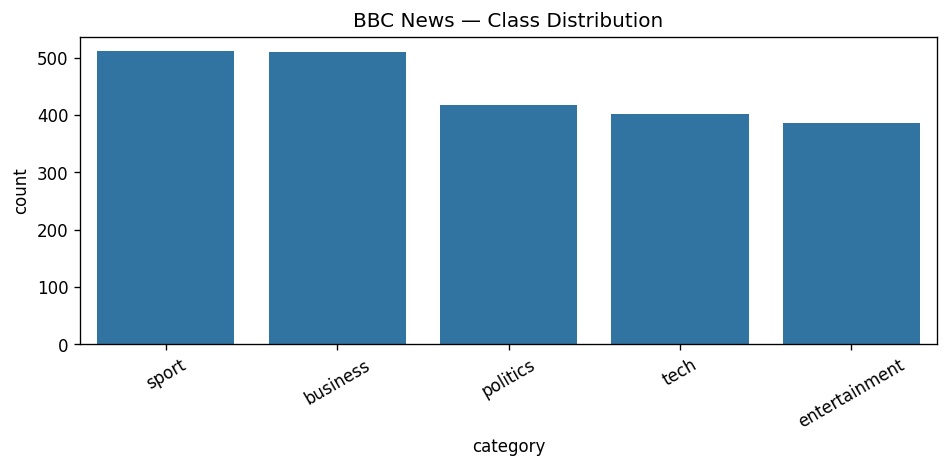 BBC News — Class Distribution
500
400
300
200
100
0
count
sport
business
politics
tech
entertainment
category